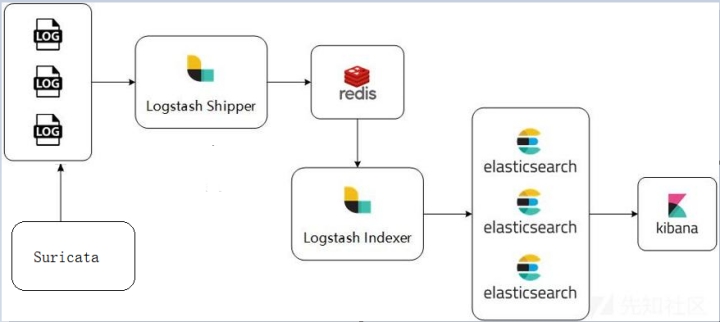 LOG
LOG
LOG
Logstash Shipper
redis
elasticsearch
elasticsearch
elasticsearch
Logstash Indexer
kibana
Suricata
先知社区